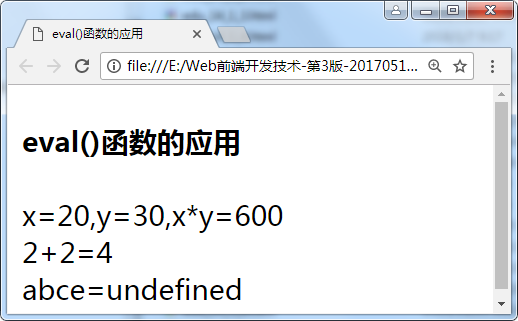 eval()函数的应用
file:///E:/Web前端开发技术-第3版-2017051...
eval()函数的应用
x=20,y=30,x*y=600
2+2=4
abce=undefined